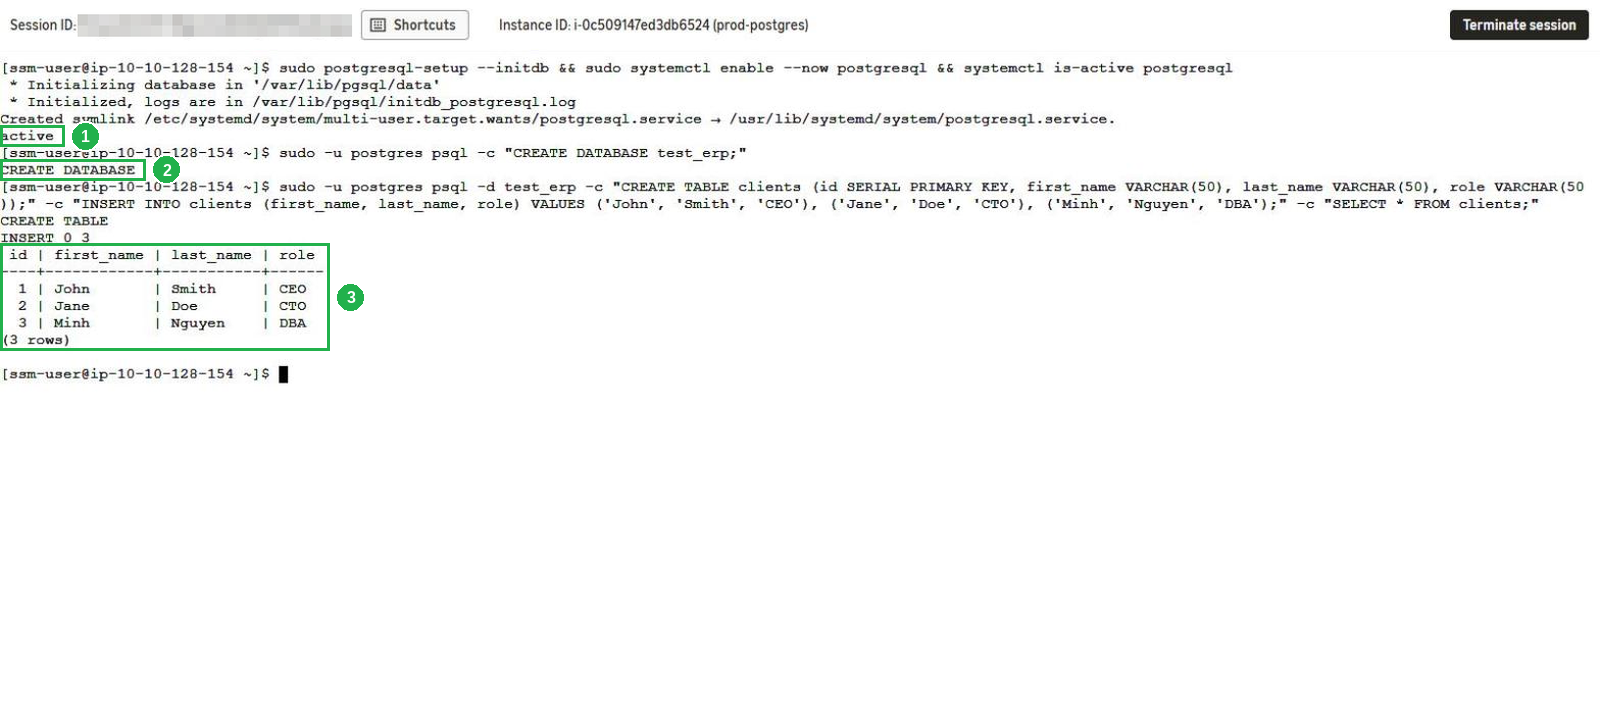 Session ID: Shortcuts Instance ID: i-0c509147ed3db6524 (prod-postgres) Terminate session
[ssm-user@ip-10-10-128-154 ~]$ sudo postgresql-setup --initdb && sudo systemctl enable --now postgresql && systemctl is-active postgresql
 * Initializing database in '/var/lib/pgsql/data'
 * Initialized, logs are in /var/lib/pgsql/initdb_postgresql.log
Created symlink /etc/systemd/system/multi-user.target.wants/postgresql.service → /usr/lib/systemd/system/postgresql.service.
active 1
[ssm-user@ip-10-10-128-154 ~]$ sudo -u postgres psql -c "CREATE DATABASE test_erp;"
CREATE DATABASE 2
[ssm-user@ip-10-10-128-154 ~]$ sudo -u postgres psql -d test_erp -c "CREATE TABLE clients (id SERIAL PRIMARY KEY, first_name VARCHAR(50), last_name VARCHAR(50), role VARCHAR(50
));" -c "INSERT INTO clients (first_name, last_name, role) VALUES ('John', 'Smith', 'CEO'), ('Jane', 'Doe', 'CTO'), ('Minh', 'Nguyen', 'DBA');" -c "SELECT * FROM clients;"
CREATE TABLE
INSERT 0 3
 id | first_name | last_name | role
----+------------+-----------+------
  1 | John       | Smith     | CEO
  2 | Jane       | Doe       | CTO
  3 | Minh       | Nguyen    | DBA
(3 rows)
3
[ssm-user@ip-10-10-128-154 ~]$